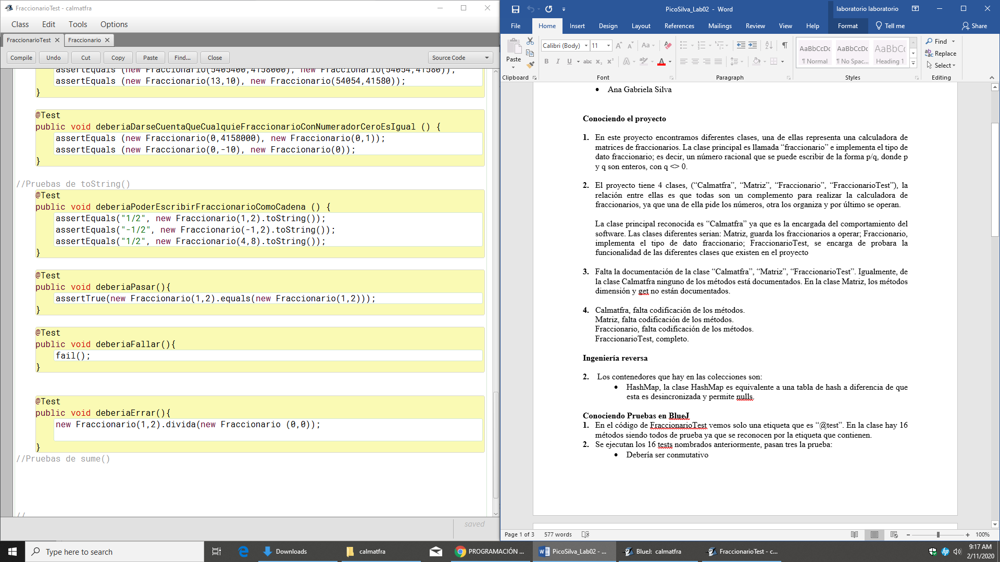 FraccionarioTest - calmatfra
Class Edit Tools Options
FraccionarioTest Fraccionario
Compile Undo Cut Copy Paste Find... Close Source Code
assertEquals (new Fraccionario(5405400,4158000), new Fraccionario(54054,41580));
assertEquals (new Fraccionario(13,10), new Fraccionario(54054,41580));
}
@Test
public void deberiaDarseCuentaQueCualquieFraccionarioConNumeradorCeroEsIgual () {
assertEquals (new Fraccionario(0,4158000), new Fraccionario(0,1));
assertEquals (new Fraccionario(0,-10), new Fraccionario(0));
}
//Pruebas de toString()
@Test
public void deberiaPoderEscribirFraccionarioComoCadena () {
assertEquals("1/2", new Fraccionario(1,2).toString());
assertEquals("-1/2", new Fraccionario(-1,2).toString());
assertEquals("1/2", new Fraccionario(4,8).toString());
}
@Test
public void deberiaPasar(){
assertTrue(new Fraccionario(1,2).equals(new Fraccionario(1,2)));
}
@Test
public void deberiaFallar(){
fail();
}
@Test
public void deberiaErrar(){
new Fraccionario(1,2).divida(new Fraccionario (0,0));
}
//Pruebas de sume()
//
saved
PicoSilva_Lab02 - Word
laboratorio laboratorio
File Home Insert Design Layout References Mailings Review View Help Format Tell me Share
Paste
Calibri (Body) 11
Aa
B I U abc x₂ x² A A
AaBbCcDc AaBbCcDc AaBbCc
¶ Normal ¶ No Spac... Heading 1
Find
Replace
Select
Clipboard Font Paragraph Styles Editing
• Ana Gabriela Silva
Conociendo el proyecto
1. En este proyecto encontramos diferentes clases, una de ellas representa una calculadora de
matrices de fraccionarios. La clase principal es llamada “fraccionario” e implementa el tipo de
dato fraccionario; es decir, un número racional que se puede escribir de la forma p/q, donde p
y q son enteros, con q <> 0.
2. El proyecto tiene 4 clases, (“Calmatfra”, “Matriz”, “Fraccionario”, “FraccionarioTest”), la
relación entre ellas es que todas son un complemento para realizar la calculadora de
fraccionarios, ya que una de ella pide los números, otra los organiza y por último se operan.
La clase principal reconocida es “Calmatfra” ya que es la encargada del comportamiento del
software. Las clases diferentes serian: Matriz, guarda los fraccionarios a operar; Fraccionario,
implementa el tipo de dato fraccionario; FraccionarioTest, se encarga de probara la
funcionalidad de las diferentes clases que existen en el proyecto
3. Falta la documentación de la clase “Calmatfra”, “Matriz”, “FraccionarioTest”. Igualmente, de
la clase Calmatfra ninguno de los métodos está documentados. En la clase Matriz, los métodos
dimensión y get no están documentados.
4. Calmatfra, falta codificación de los métodos.
Matriz, falta codificación de los métodos.
Fraccionario, falta codificación de los métodos.
FraccionarioTest, completo.
Ingeniería reversa
2. Los contenedores que hay en las colecciones son:
• HashMap, la clase HashMap es equivalente a una tabla de hash a diferencia de que
esta es desincronizada y permite nulls.
Conociendo Pruebas en BlueJ
1. En el código de FraccionarioTest vemos solo una etiqueta que es “@test”. En la clase hay 16
métodos siendo todos de prueba ya que se reconocen por la etiqueta que contienen.
2. Se ejecutan los 16 tests nombrados anteriormente, pasan tres la prueba:
• Debería ser conmutativo
Page 1 of 3 577 words 100%
Type here to search
Downloads calmatfra PROGRAMACIÓN ... PicoSilva_Lab02 - ... BlueJ: calmatfra FraccionarioTest - c...
9:17 AM
2/11/2020